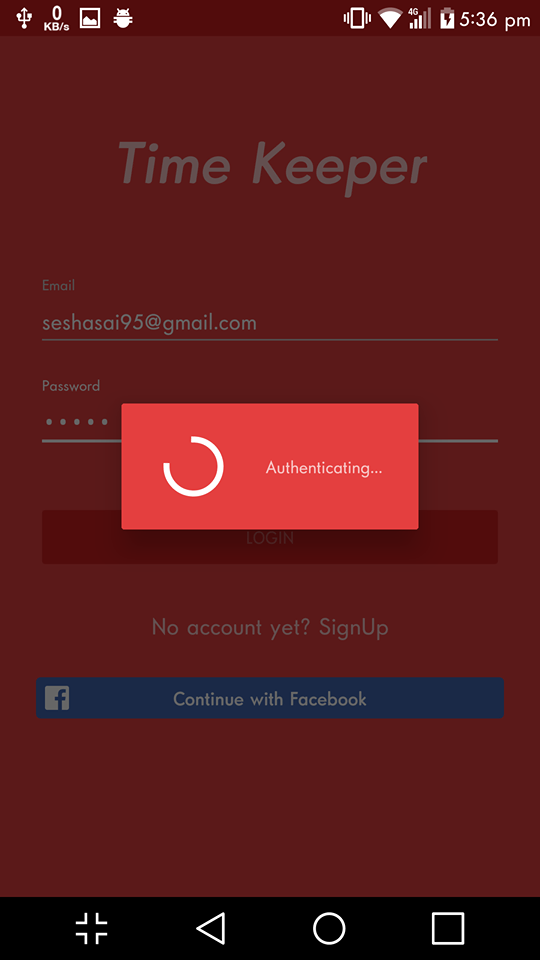 0
KB/s
4G
5:36 pm
Time Keeper
Email
seshasai95@gmail.com
Password
•••••
Authenticating...
LOGIN
No account yet? SignUp
Continue with Facebook